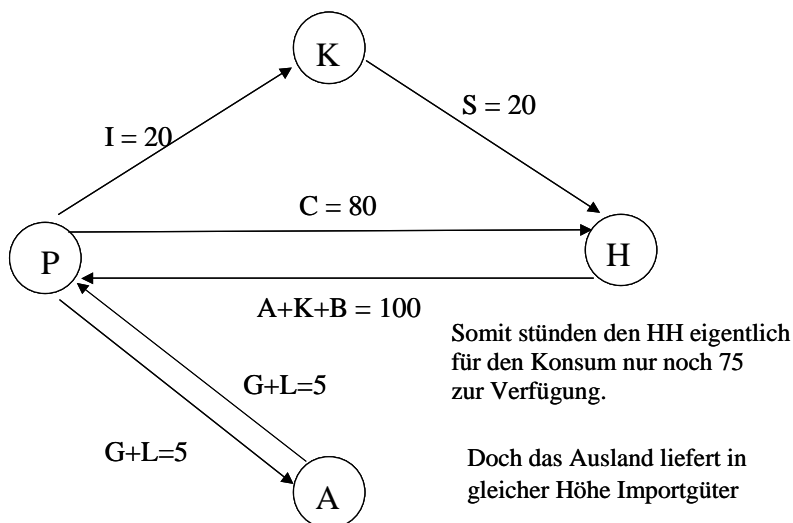 K
S = 20
I = 20
C = 80
P
H
A+K+B = 100
Somit stünden den HH eigentlich
für den Konsum nur noch 75
zur Verfügung.
G+L=5
G+L=5
Doch das Ausland liefert in
gleicher Höhe Importgüter
A